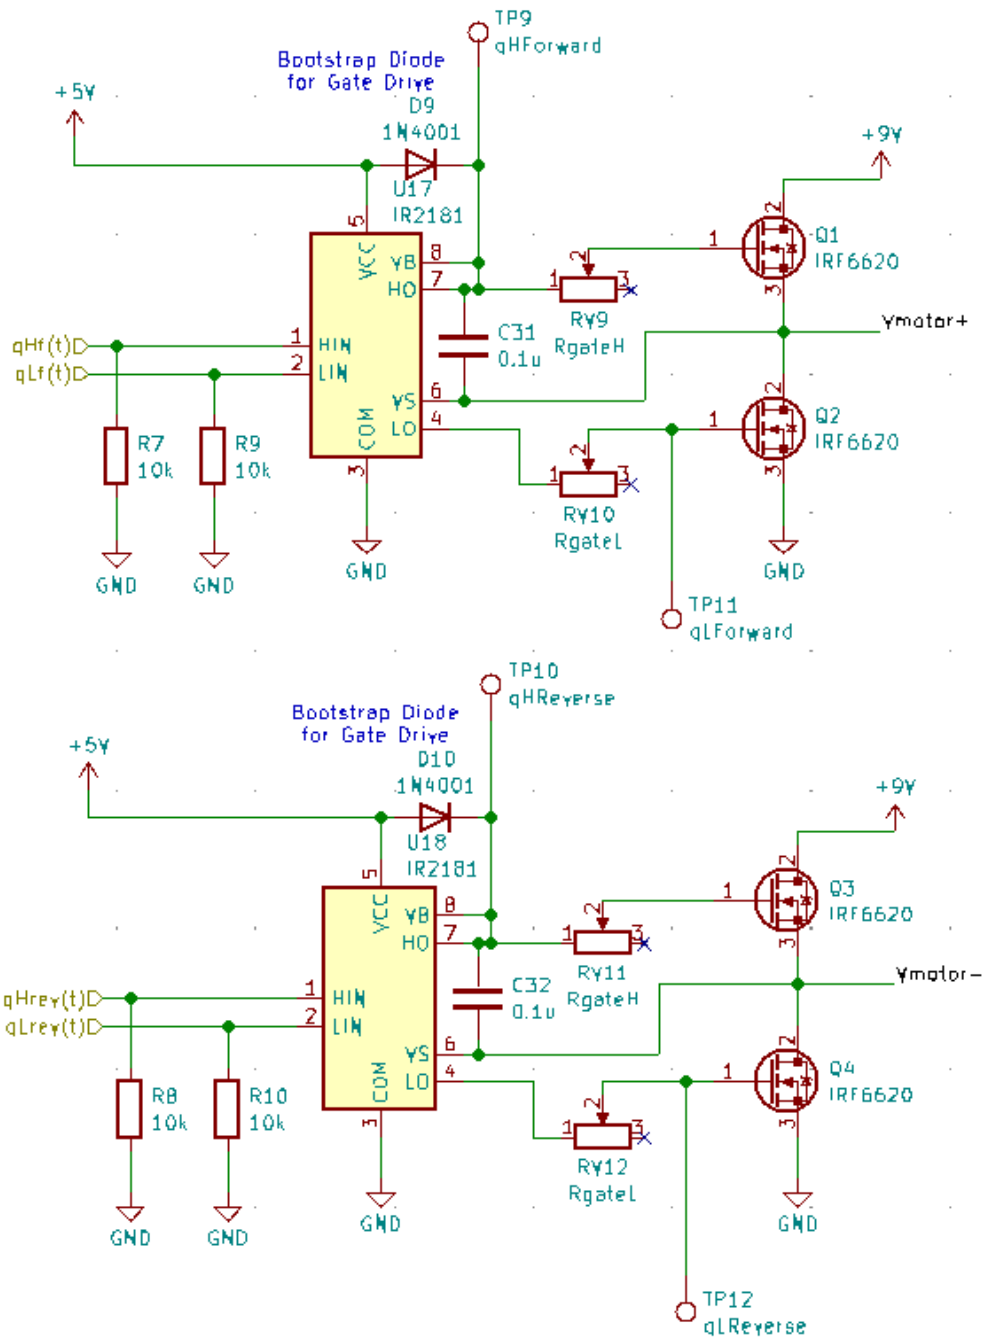 TP9
qHForward
Bootstrap Diode
for Gate Drive
+5V
D9
1N4001
+9V
U17
IR2181
5
VCC
VB 8
HO 7
2
1 3
RV9
RgateH
1
2
3
Q1
IRF6620
C31
0.1u
Vmotor+
qHf(t)
qLf(t)
1 HIN
2 LIN
VS 6
LO 4
COM
3
R7
10k
R9
10k
2
1 3
RV10
RgateL
1
2
3
Q2
IRF6620
GND
GND
GND
GND
TP11
qLForward
TP10
qHReverse
Bootstrap Diode
for Gate Drive
+5V
D10
1N4001
+9V
U18
IR2181
5
VCC
VB 8
HO 7
2
1 3
RV11
RgateH
1
2
3
Q3
IRF6620
C32
0.1u
Vmotor-
qHrev(t)
qLrev(t)
1 HIN
2 LIN
VS 6
LO 4
COM
3
R8
10k
R10
10k
2
1 3
RV12
RgateL
1
2
3
Q4
IRF6620
GND
GND
GND
GND
TP12
qLReverse